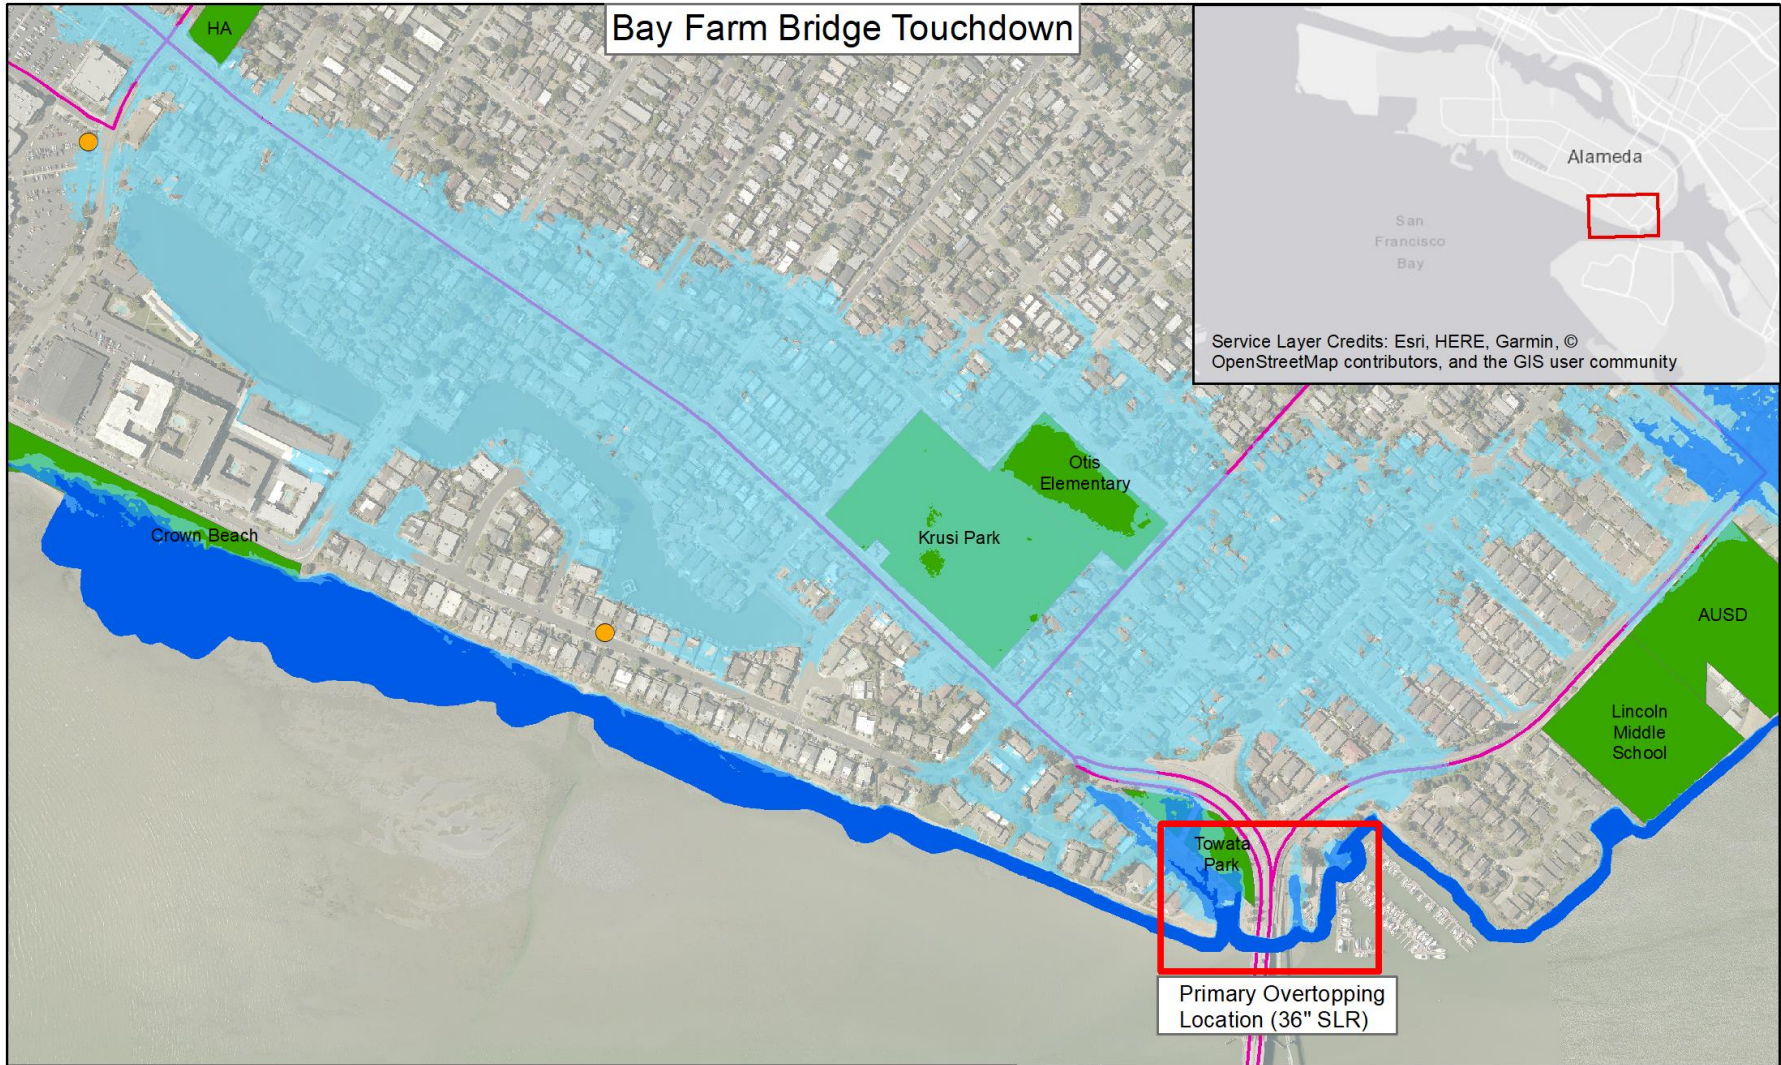 Bay Farm Bridge Touchdown
HA
Alameda
San
Francisco
Bay
Service Layer Credits: Esri, HERE, Garmin, ©
OpenStreetMap contributors, and the GIS user community
Otis
Elementary
Krusi Park
Crown Beach
AUSD
Lincoln
Middle
School
Towata
Park
Primary Overtopping
Location (36" SLR)